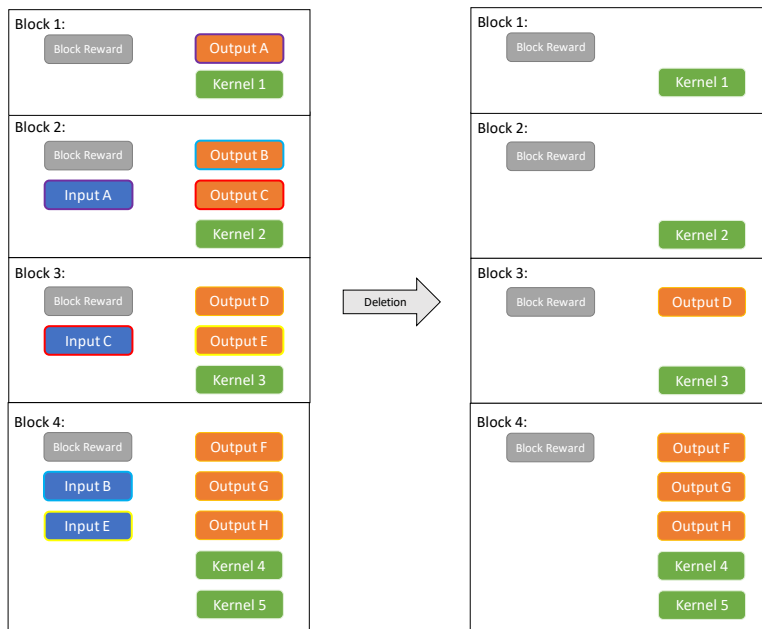 Block 1:
Block Reward
Output A
Kernel 1
Block 2:
Block Reward
Output B
Input A
Output C
Kernel 2
Block 3:
Block Reward
Output D
Input C
Output E
Kernel 3
Block 4:
Block Reward
Output F
Input B
Output G
Input E
Output H
Kernel 4
Kernel 5
Deletion
Block 1:
Block Reward
Kernel 1
Block 2:
Block Reward
Kernel 2
Block 3:
Block Reward
Output D
Kernel 3
Block 4:
Block Reward
Output F
Output G
Output H
Kernel 4
Kernel 5